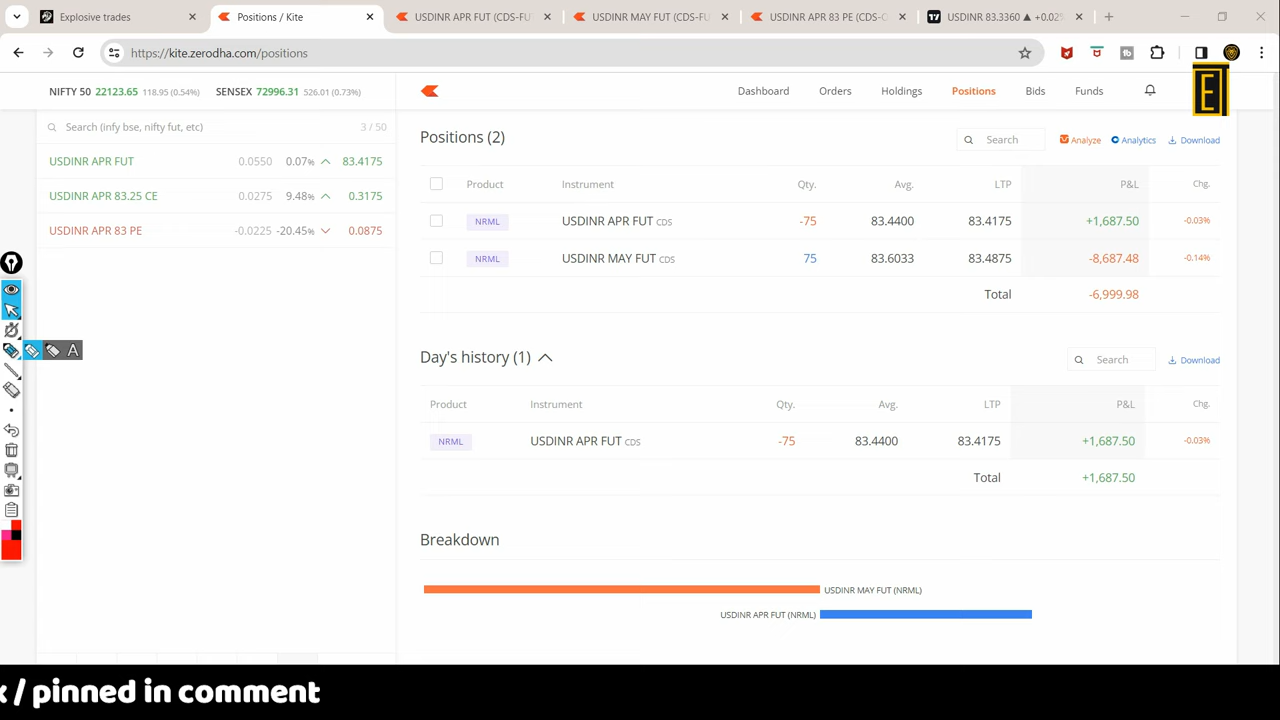 Explosive trades
Positions / Kite
USDINR APR FUT (CDS-FUT
USDINR MAY FUT (CDS-FU
USDINR APR 83 PE (CDS-O
USDINR 83.3360 ▲ +0.02
https://kite.zerodha.com/positions
NIFTY 50 22123.65 118.95 (0.54%) SENSEX 72996.31 526.01 (0.73%)
Dashboard Orders Holdings Positions Bids Funds
E
Search (infy bse, nifty fut, etc) 3 / 50
USDINR APR FUT 0.0550 0.07% 83.4175
USDINR APR 83.25 CE 0.0275 9.48% 0.3175
USDINR APR 83 PE -0.0225 -20.45% 0.0875
A
Positions (2) Search Analyze Analytics Download
Product Instrument Qty. Avg. LTP P&L Chg.
NRML USDINR APR FUT CDS -75 83.4400 83.4175 +1,687.50 -0.03%
NRML USDINR MAY FUT CDS 75 83.6033 83.4875 -8,687.48 -0.14%
Total -6,999.98
Day's history (1) Search Download
Product Instrument Qty. Avg. LTP P&L Chg.
NRML USDINR APR FUT CDS -75 83.4400 83.4175 +1,687.50 -0.03%
Total +1,687.50
Breakdown
USDINR MAY FUT (NRML)
USDINR APR FUT (NRML)
/ pinned in comment